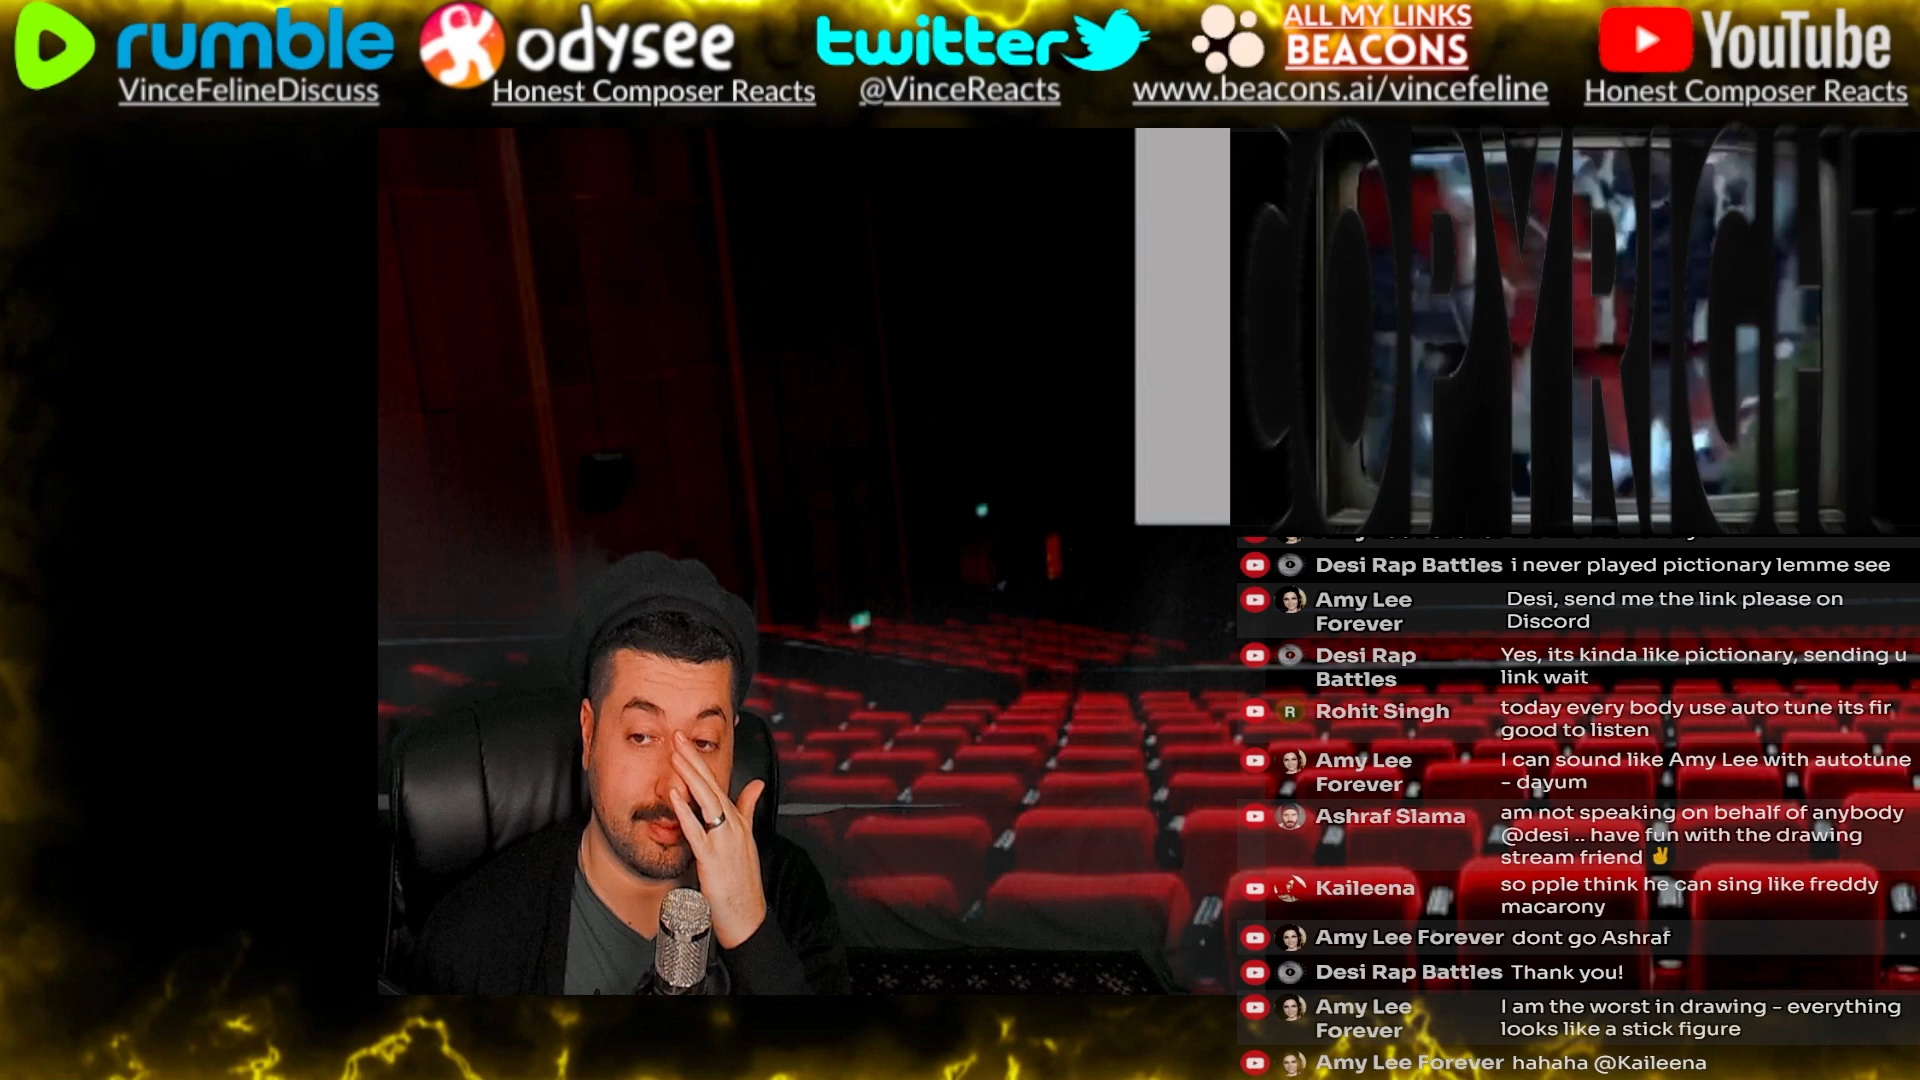 rumble
VinceFelineDiscuss
odysee
Honest Composer Reacts
twitter
@VinceReacts
ALL MY LINKS
BEACONS
www.beacons.ai/vincefeline
YouTube
Honest Composer Reacts
COPYRIGHT
Desi Rap Battles i never played pictionary lemme see
Amy Lee Forever Desi, send me the link please on
Discord
Desi Rap Battles Yes, its kinda like pictionary, sending u
link wait
R Rohit Singh today every body use auto tune its fir
good to listen
Amy Lee Forever I can sound like Amy Lee with autotune
- dayum
Ashraf Slama am not speaking on behalf of anybody
@desi .. have fun with the drawing
stream friend ✌
Kaileena so pple think he can sing like freddy
macarony
Amy Lee Forever dont go Ashraf
Desi Rap Battles Thank you!
Amy Lee Forever I am the worst in drawing - everything
looks like a stick figure
Amy Lee Forever hahaha @Kaileena